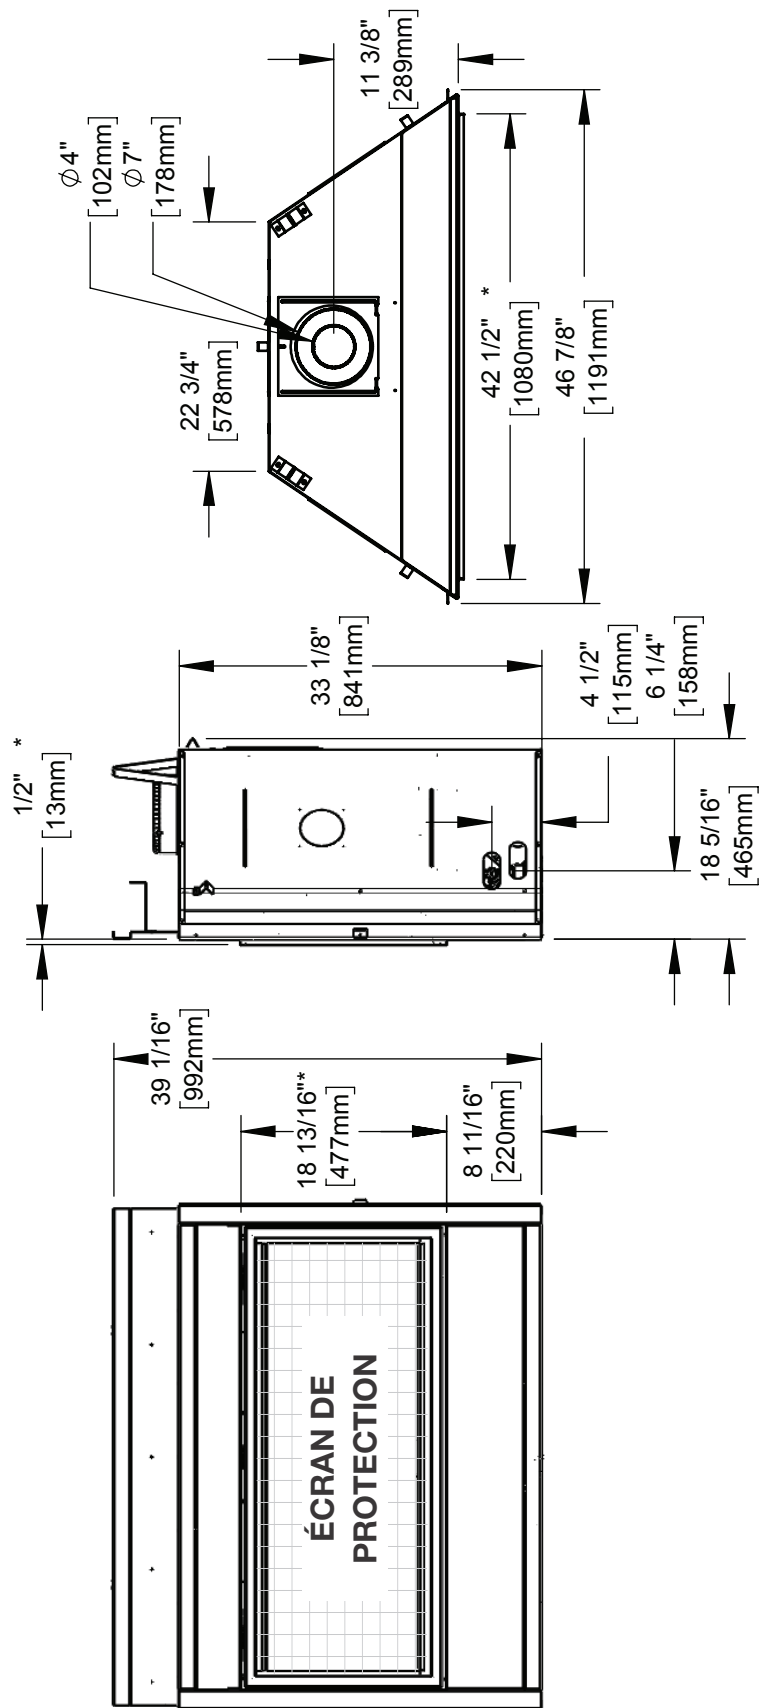 39 1/16"
[992mm]
18 13/16"*
[477mm]
8 11/16"
[220mm]
ÉCRAN DE
PROTECTION
1/2" *
[13mm]
33 1/8"
[841mm]
4 1/2"
[115mm]
6 1/4"
[158mm]
18 5/16"
[465mm]
Ø4"
[102mm]
Ø7"
[178mm]
22 3/4"
[578mm]
11 3/8"
[289mm]
42 1/2" *
[1080mm]
46 7/8"
[1191mm]